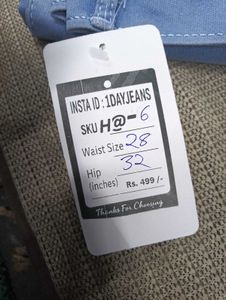 INSTA ID : 1DAYJEANS
SKU H@-6
Waist Size 28
Hip (inches) 32
Rs. 499 /-
Thanks For Choosing